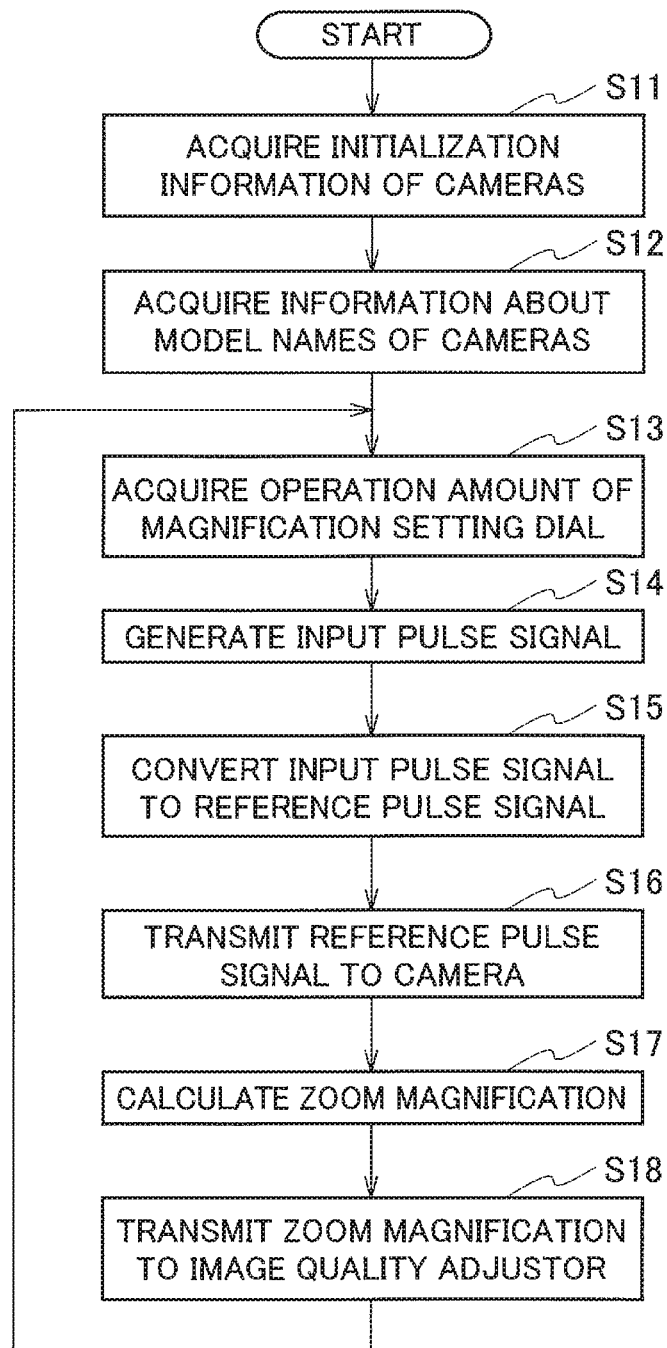 START
S11
ACQUIRE INITIALIZATION
INFORMATION OF CAMERAS
S12
ACQUIRE INFORMATION ABOUT
MODEL NAMES OF CAMERAS
S13
ACQUIRE OPERATION AMOUNT OF
MAGNIFICATION SETTING DIAL
S14
GENERATE INPUT PULSE SIGNAL
S15
CONVERT INPUT PULSE SIGNAL
TO REFERENCE PULSE SIGNAL
S16
TRANSMIT REFERENCE PULSE
SIGNAL TO CAMERA
S17
CALCULATE ZOOM MAGNIFICATION
S18
TRANSMIT ZOOM MAGNIFICATION
TO IMAGE QUALITY ADJUSTOR